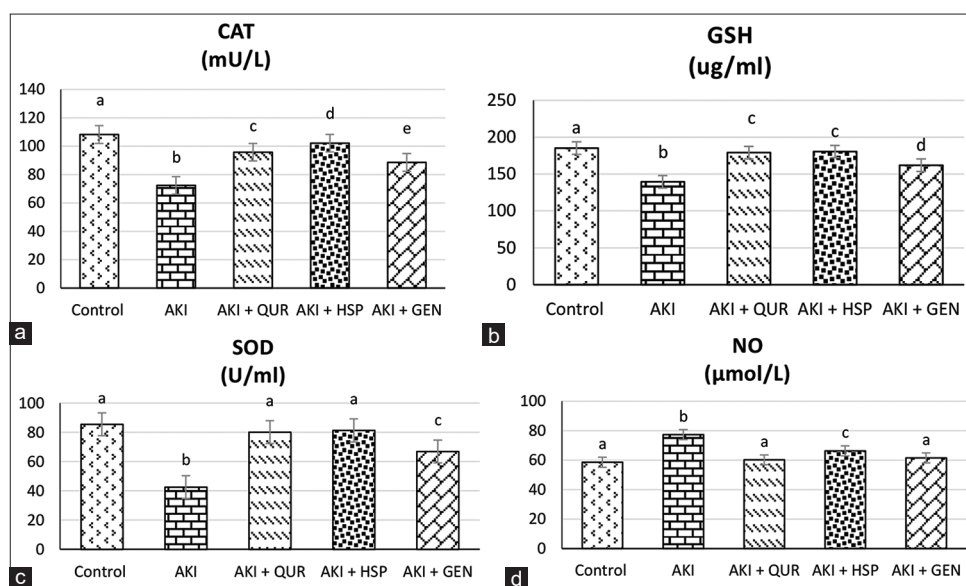 CAT
(mU/L)
140
120
100
80
60
40
20
0
a
b
c
d
e
Control AKI AKI + QUR AKI + HSP AKI + GEN
a
GSH
(ug/ml)
250
200
150
100
50
0
a
b
c
c
d
Control AKI AKI + QUR AKI + HSP AKI + GEN
b
SOD
(U/ml)
100
80
60
40
20
0
a
b
a
a
c
Control AKI AKI + QUR AKI + HSP AKI + GEN
c
NO
(µmol/L)
100
80
60
40
20
0
a
b
a
c
a
Control AKI AKI + QUR AKI + HSP AKI + GEN
d